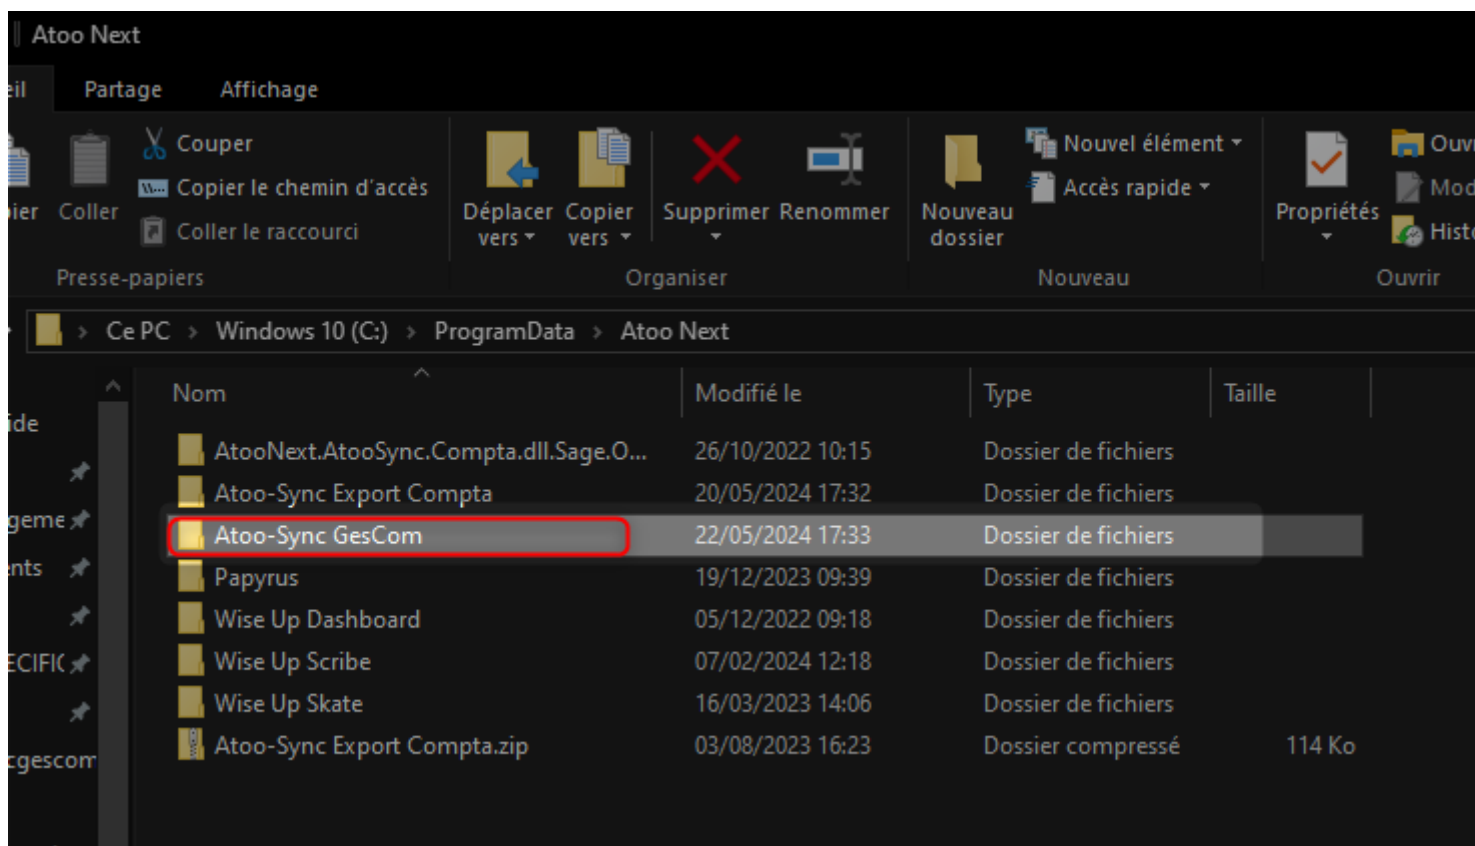 Atoo Next
Partage Affichage
Couper
Copier le chemin d'accès
Coller
Coller le raccourci
Déplacer vers
Copier vers
Supprimer
Renommer
Nouveau dossier
Nouvel élément
Accès rapide
Propriétés
Presse-papiers Organiser Nouveau Ouvrir
Ce PC > Windows 10 (C:) > ProgramData > Atoo Next
Nom Modifié le Type Taille
AtooNext.AtooSync.Compta.dll.Sage.O... 26/10/2022 10:15 Dossier de fichiers
Atoo-Sync Export Compta 20/05/2024 17:32 Dossier de fichiers
Atoo-Sync GesCom 22/05/2024 17:33 Dossier de fichiers
Papyrus 19/12/2023 09:39 Dossier de fichiers
Wise Up Dashboard 05/12/2022 09:18 Dossier de fichiers
Wise Up Scribe 07/02/2024 12:18 Dossier de fichiers
Wise Up Skate 16/03/2023 14:06 Dossier de fichiers
Atoo-Sync Export Compta.zip 03/08/2023 16:23 Dossier compressé 114 Ko